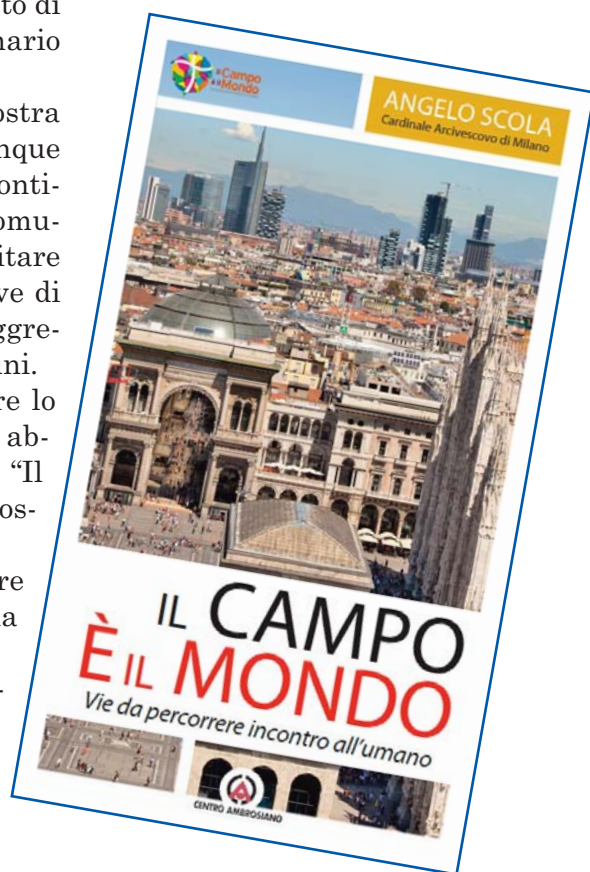 to di
nario
ostra
nque
onti-
omu-
itare
ve di
ggre-
ni.
re lo
ab-
“Il
os-
re
a
-
il Campo
è il Mondo
ANGELO SCOLA
Cardinale Arcivescovo di Milano
IL CAMPO
È IL MONDO
Vie da percorrere incontro all'umano
CENTRO AMBROSIANO